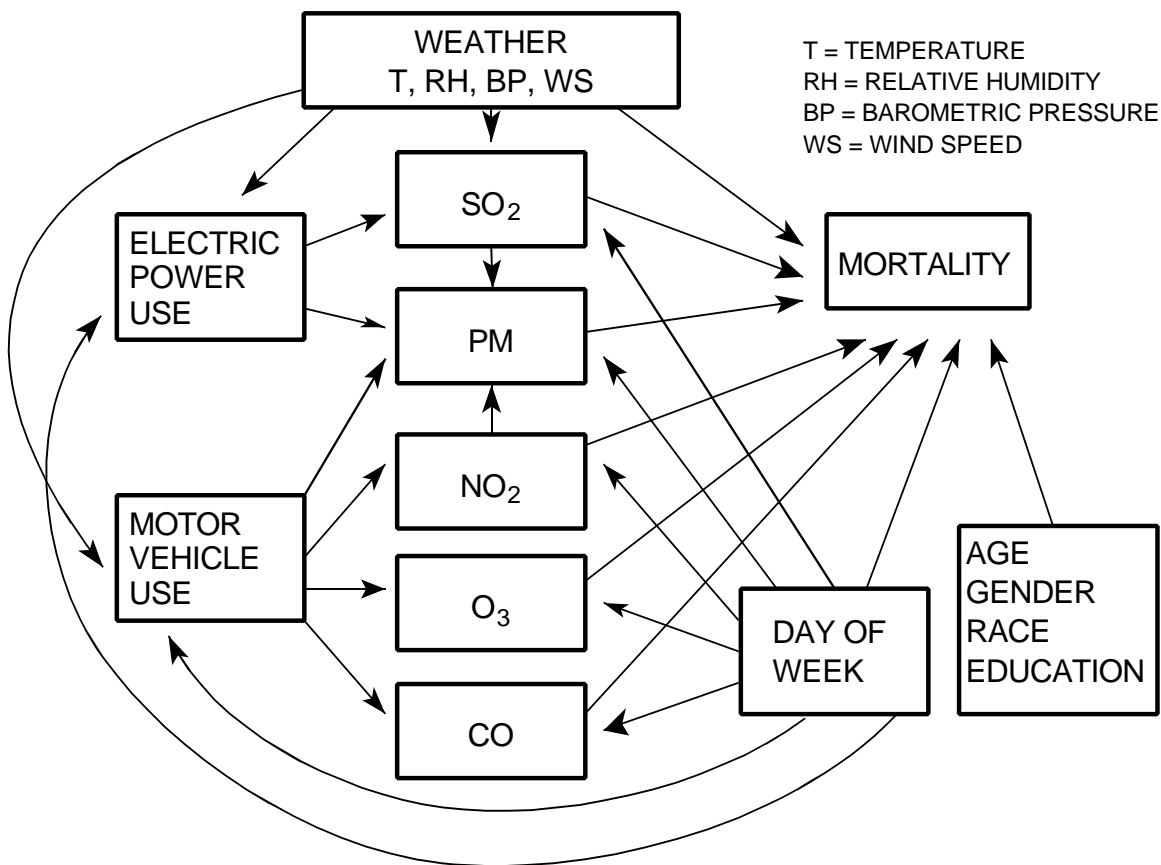 WEATHER
T, RH, BP, WS
T = TEMPERATURE
RH = RELATIVE HUMIDITY
BP = BAROMETRIC PRESSURE
WS = WIND SPEED
SO2
ELECTRIC
POWER
USE
MORTALITY
PM
NO2
MOTOR
VEHICLE
USE
O3
AGE
GENDER
RACE
EDUCATION
DAY OF
WEEK
CO